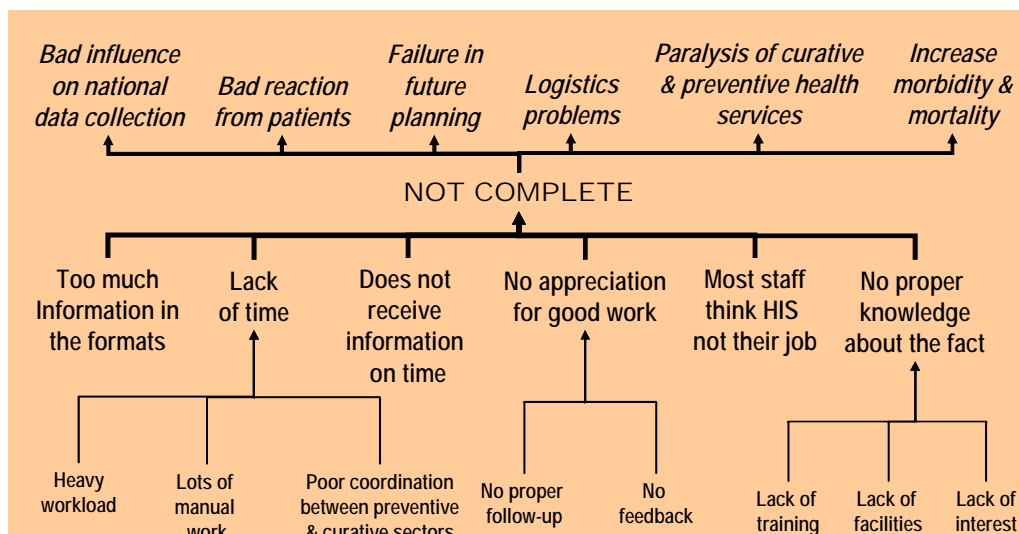 Bad influence
on national
data collection
Bad reaction
from patients
Failure in
future
planning
Logistics
problems
Paralysis of curative
& preventive health
services
Increase
morbidity &
mortality
NOT COMPLETE
Too much
Information in
the formats
Lack
of time
Does not
receive
information
on time
No appreciation
for good work
Most staff
think HIS
not their job
No proper
knowledge
about the fact
Heavy
workload
Lots of
manual
work
Poor coordination
between preventive
& curative sectors
No proper
follow-up
No
feedback
Lack of
training
Lack of
facilities
Lack of
interest